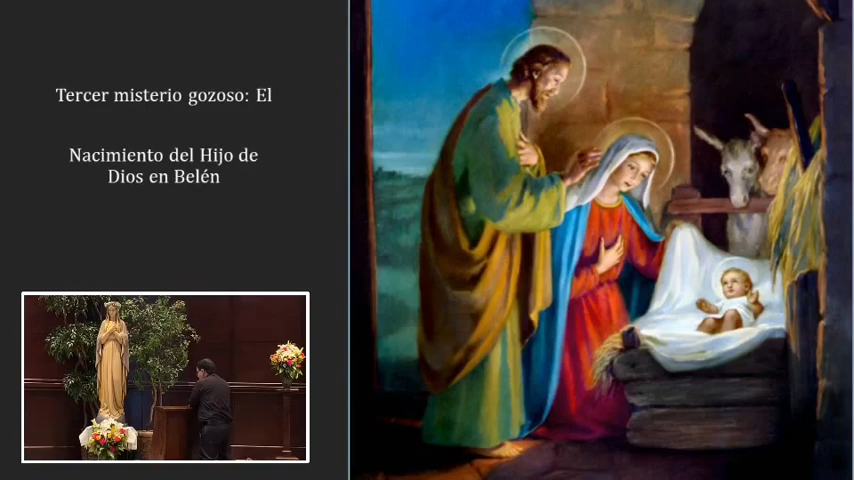 Tercer misterio gozoso: El
Nacimiento del Hijo de
Dios en Belén